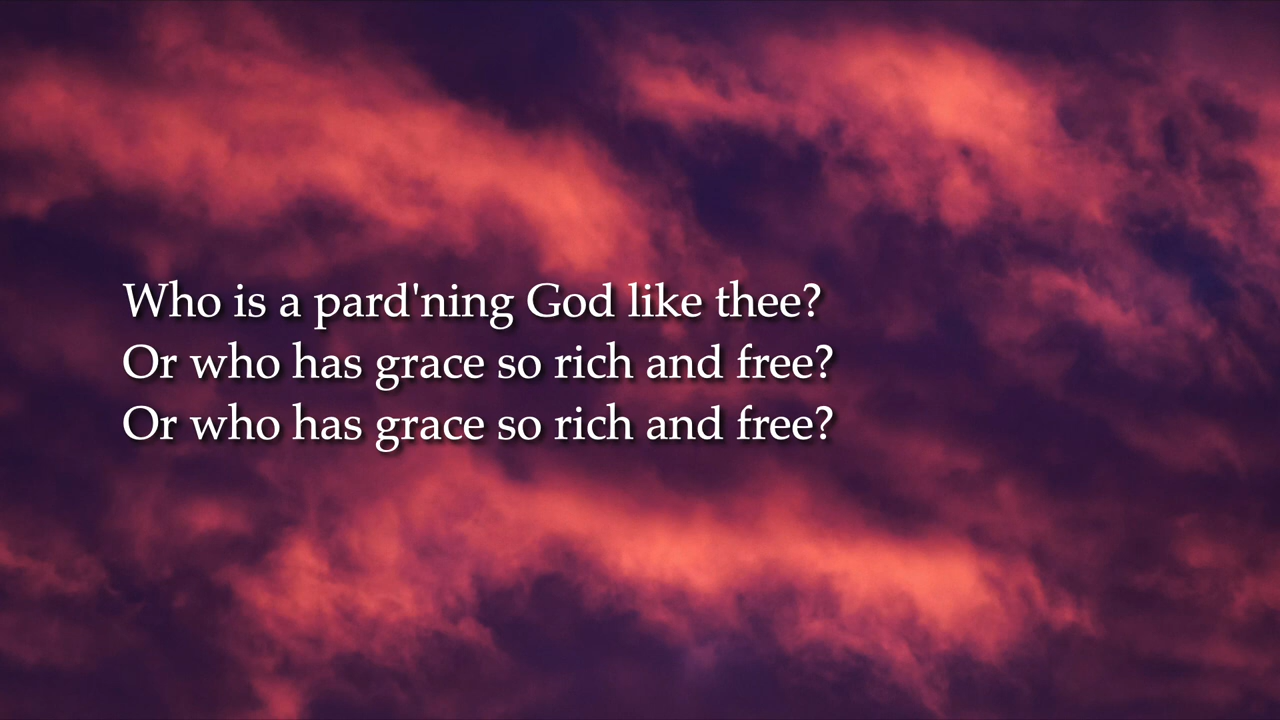 Who is a pard'ning God like thee?
Or who has grace so rich and free?
Or who has grace so rich and free?